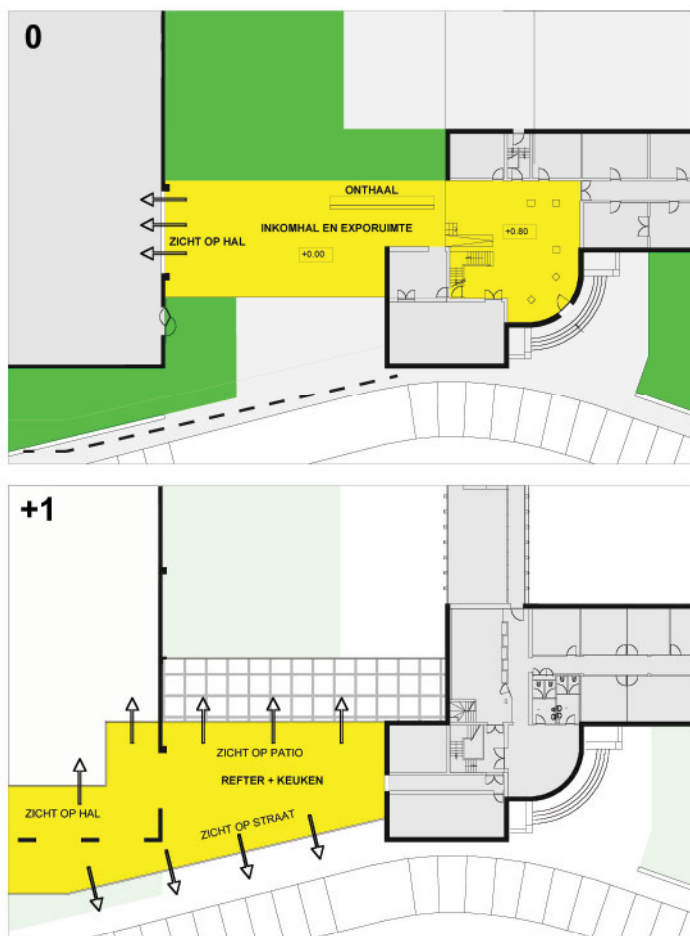 0
ONTHAAL
INKOMHAL EN EXPORUIMTE
+0.80
ZICHT OP HAL
+0.00
+1
ZICHT OP PATIO
REFTER + KEUKEN
ZICHT OP HAL
ZICHT OP STRAAT